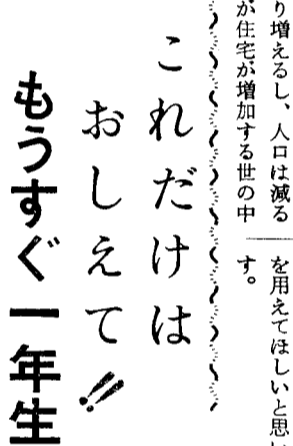 り増えるし、人口は減る
が住宅が増加する世の中
を用えてほしいと思い
す。
これだけは
おしえて!!
もうすぐ一年生